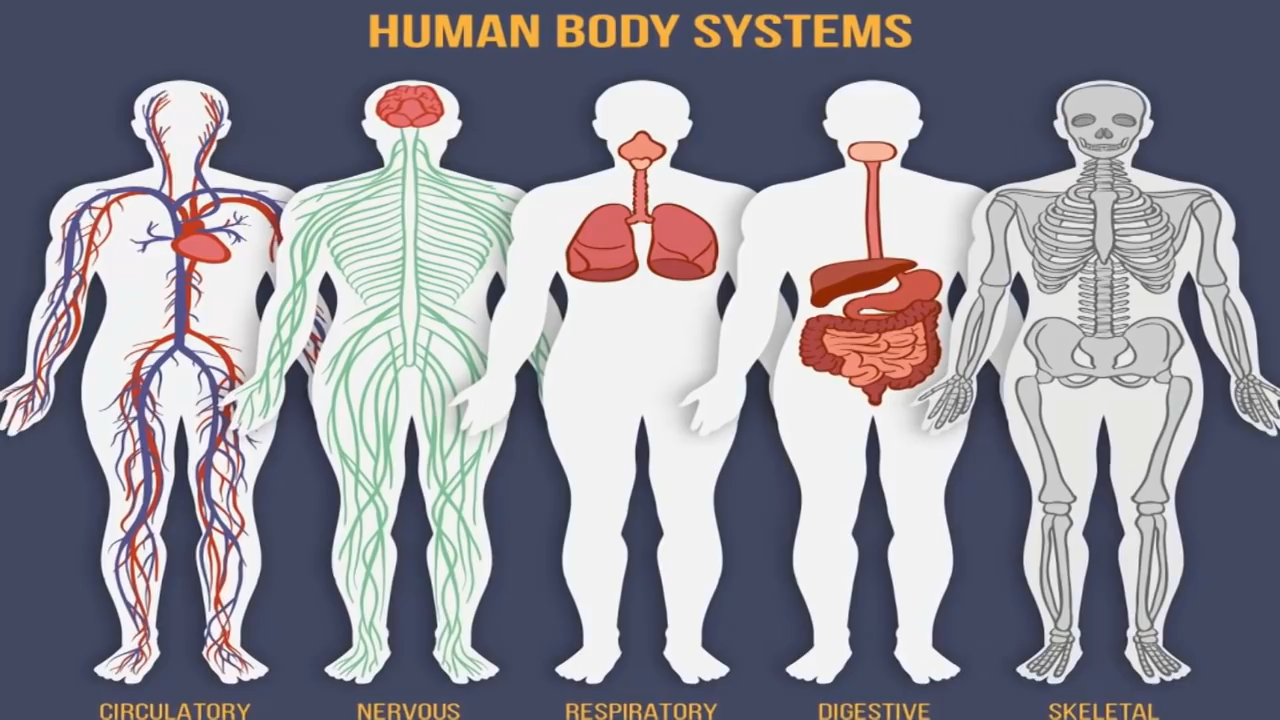 HUMAN BODY SYSTEMS
CIRCULATORY NERVOUS RESPIRATORY DIGESTIVE SKELETAL